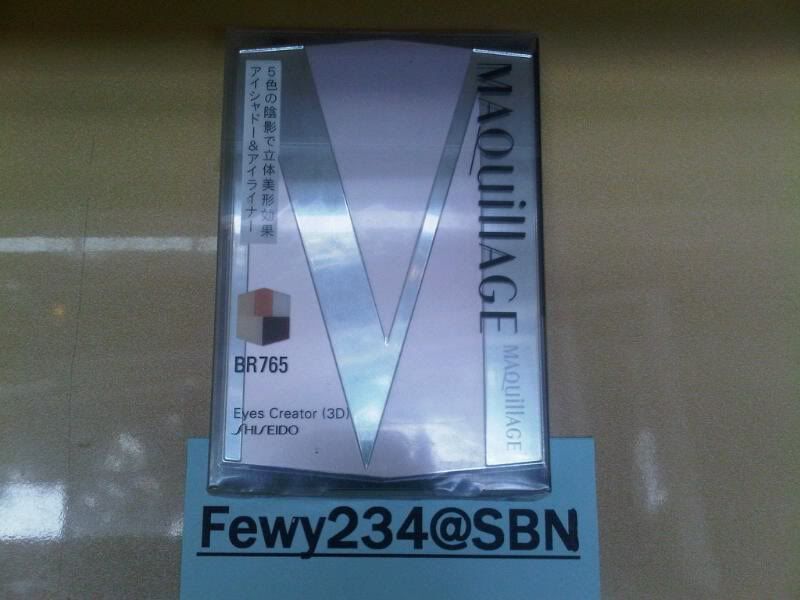 5色の陰影で立体美形効果
アイシャドー&アイライナー
MAQuillAGE
MAQuillAGE
BR765
Eyes Creator (3D)
SHISEIDO
Fewy234@SBN